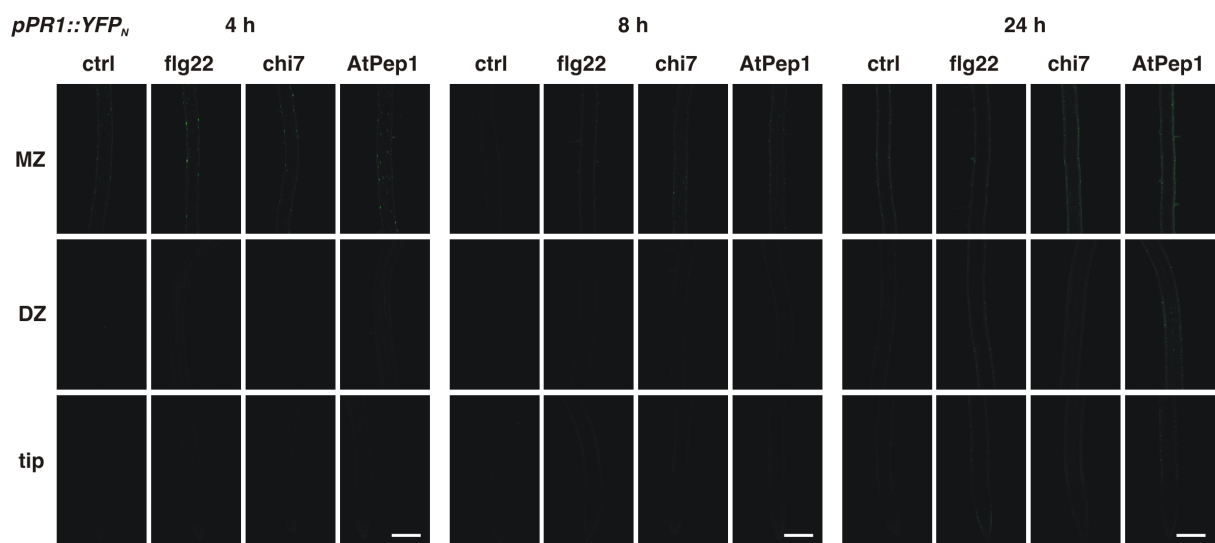 pPR1::YFPN 4 h 8 h 24 h
ctrl flg22 chi7 AtPep1 ctrl flg22 chi7 AtPep1 ctrl flg22 chi7 AtPep1
MZ
DZ
tip